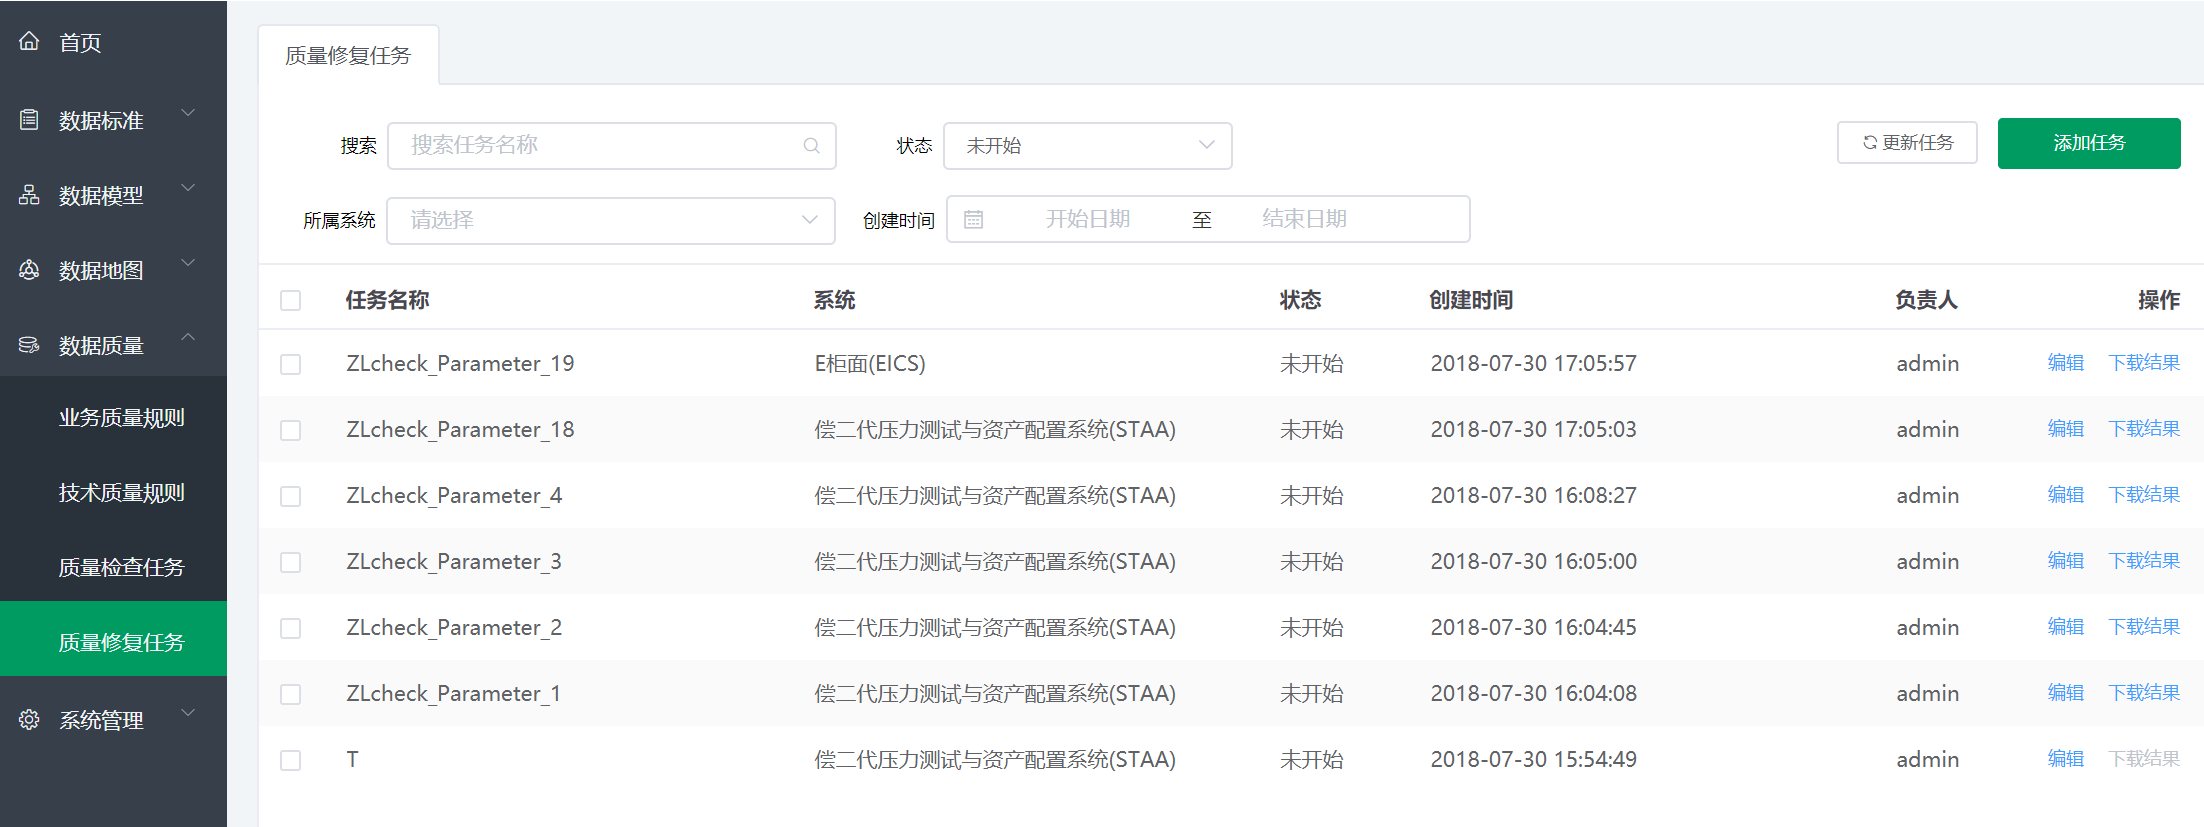 首页
数据标准
数据模型
数据地图
数据质量
业务质量规则
技术质量规则
质量检查任务
质量修复任务
系统管理
质量修复任务
搜索 搜索任务名称 状态 未开始 更新任务 添加任务
所属系统 请选择 创建时间 开始日期 至 结束日期
任务名称 系统 状态 创建时间 负责人 操作
ZLcheck_Parameter_19 E柜面(EICS) 未开始 2018-07-30 17:05:57 admin 编辑 下载结果
ZLcheck_Parameter_18 偿二代压力测试与资产配置系统(STAA) 未开始 2018-07-30 17:05:03 admin 编辑 下载结果
ZLcheck_Parameter_4 偿二代压力测试与资产配置系统(STAA) 未开始 2018-07-30 16:08:27 admin 编辑 下载结果
ZLcheck_Parameter_3 偿二代压力测试与资产配置系统(STAA) 未开始 2018-07-30 16:05:00 admin 编辑 下载结果
ZLcheck_Parameter_2 偿二代压力测试与资产配置系统(STAA) 未开始 2018-07-30 16:04:45 admin 编辑 下载结果
ZLcheck_Parameter_1 偿二代压力测试与资产配置系统(STAA) 未开始 2018-07-30 16:04:08 admin 编辑 下载结果
T 偿二代压力测试与资产配置系统(STAA) 未开始 2018-07-30 15:54:49 admin 编辑 下载结果